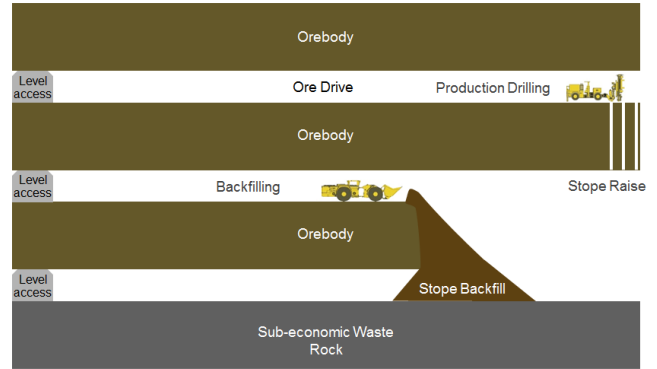 Orebody
Level
access
Ore Drive
Production Drilling
Orebody
Level
access
Backfilling
Stope Raise
Orebody
Level
access
Stope Backfill
Sub-economic Waste
Rock